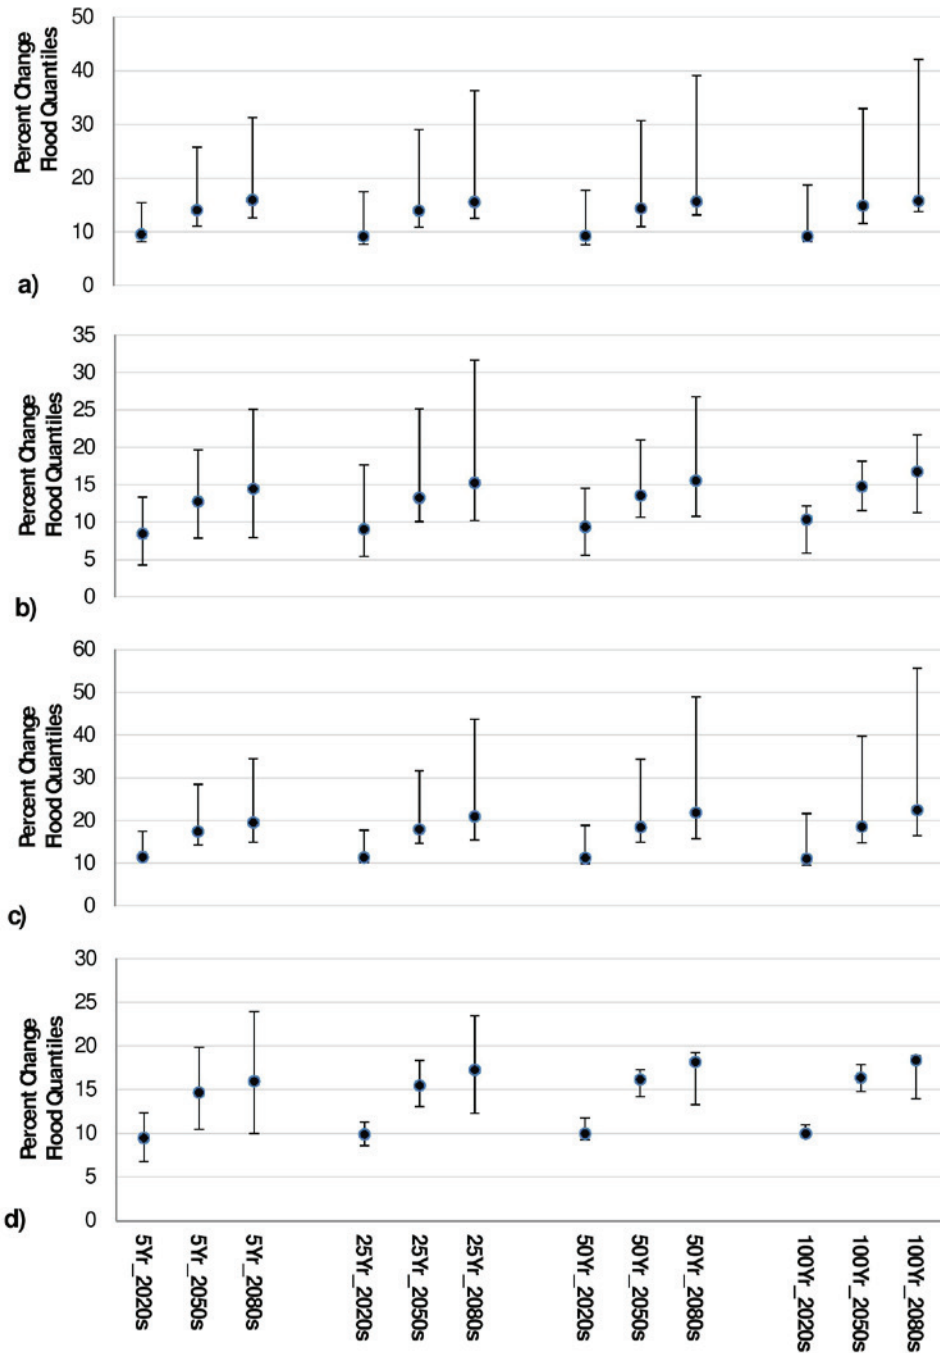 Percent Change
Flood Quantiles
50
40
30
20
10
0
a)
Percent Change
Flood Quantiles
35
30
25
20
15
10
5
0
b)
Percent Change
Flood Quantiles
60
50
40
30
20
10
0
c)
Percent Change
Flood Quantiles
30
25
20
15
10
5
0
d)
5Yr_2020s
5Yr_2050s
5Yr_2080s
25Yr_2020s
25Yr_2050s
25Yr_2080s
50Yr_2020s
50Yr_2050s
50Yr_2080s
100Yr_2020s
100Yr_2050s
100Yr_2080s